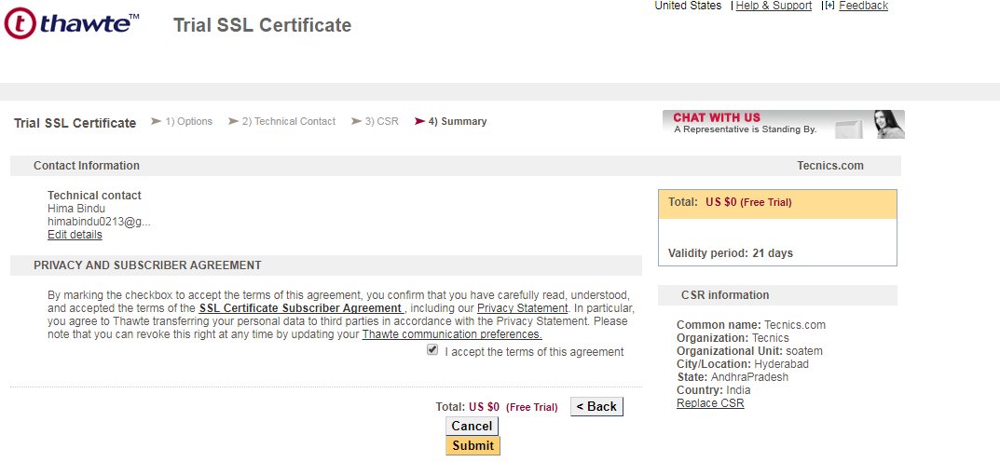 thawte™
Trial SSL Certificate
United States | Help & Support | [+] Feedback
Trial SSL Certificate 1) Options 2) Technical Contact 3) CSR 4) Summary
CHAT WITH US
A Representative is Standing By.
Contact Information
Tecnics.com
Technical contact
Hima Bindu
himabindu0213@g...
Edit details
PRIVACY AND SUBSCRIBER AGREEMENT
By marking the checkbox to accept the terms of this agreement, you confirm that you have carefully read, understood,
and accepted the terms of the SSL Certificate Subscriber Agreement , including our Privacy Statement. In particular,
you agree to Thawte transferring your personal data to third parties in accordance with the Privacy Statement. Please
note that you can revoke this right at any time by updating your Thawte communication preferences.
I accept the terms of this agreement
Total: US $0 (Free Trial) < Back
Cancel
Submit
Total: US $0 (Free Trial)
Validity period: 21 days
CSR information
Common name: Tecnics.com
Organization: Tecnics
Organizational Unit: soatem
City/Location: Hyderabad
State: AndhraPradesh
Country: India
Replace CSR